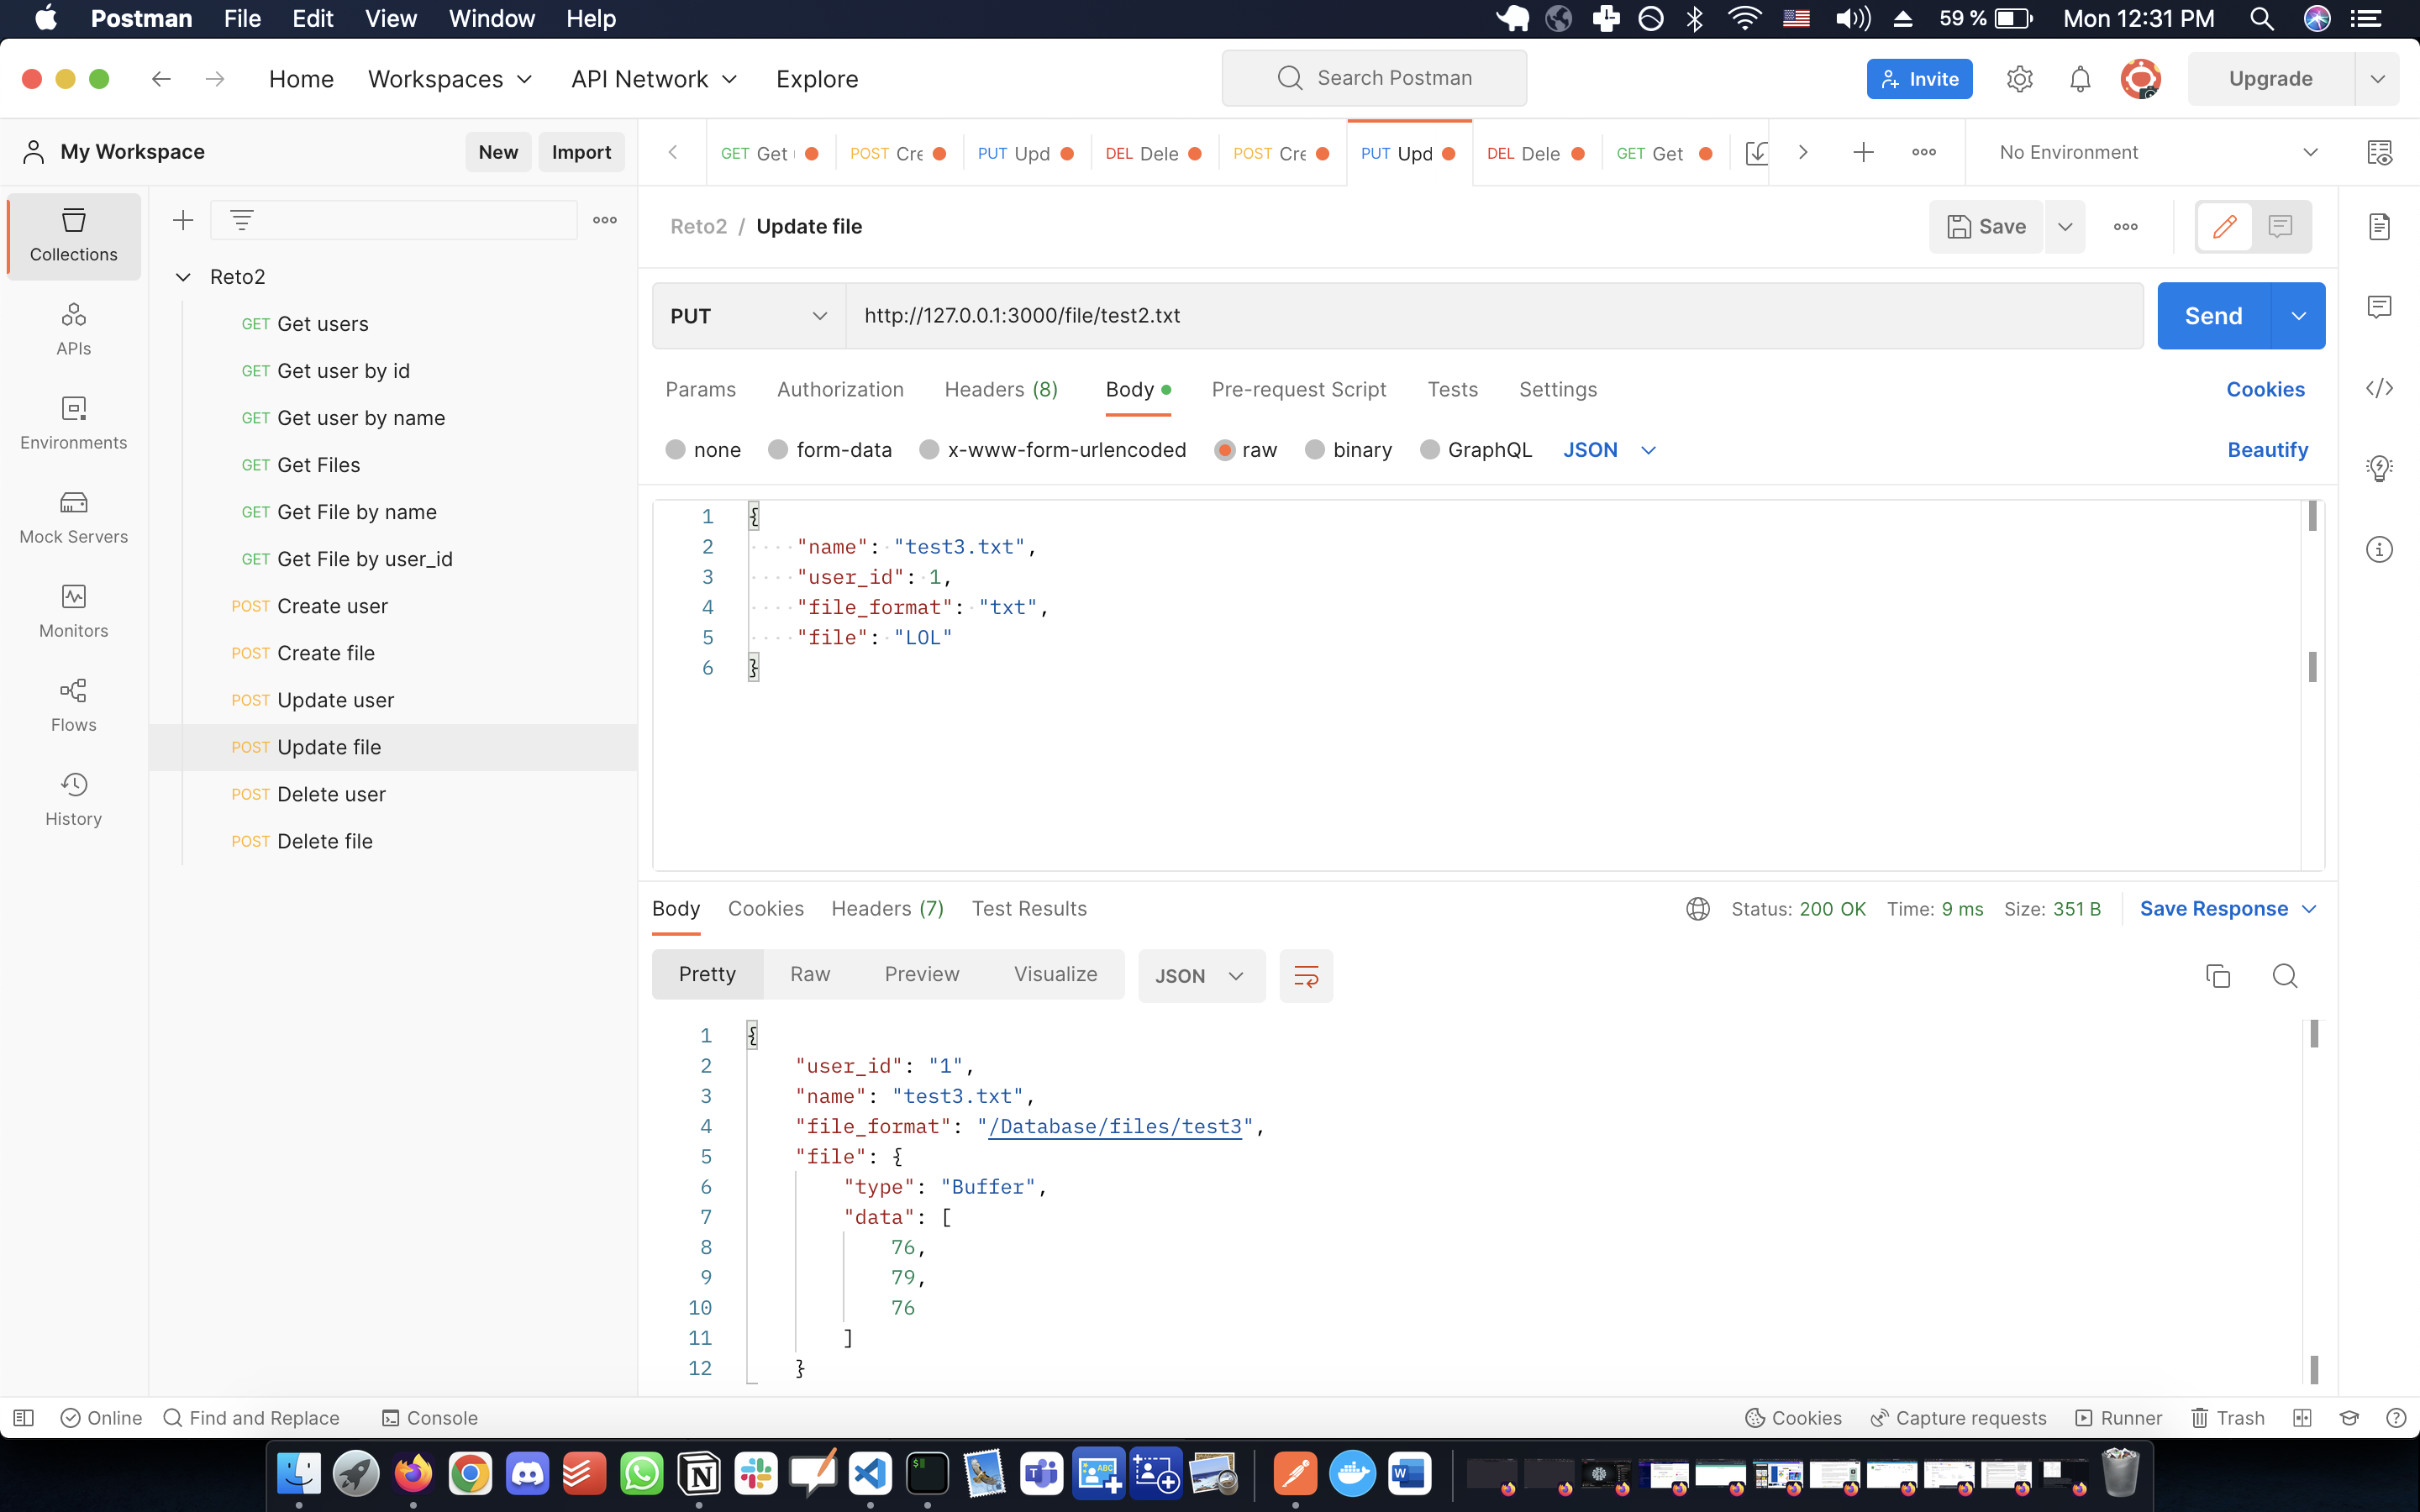 Postman File Edit View Window Help 59 % Mon 12:31 PM
Home Workspaces API Network Explore Search Postman Invite Upgrade
My Workspace New Import
GET Get POST Cre PUT Upd DEL Dele POST Cre PUT Upd DEL Dele GET Get No Environment
Collections
APIs
Environments
Mock Servers
Monitors
Flows
History
Reto2
GET Get users
GET Get user by id
GET Get user by name
GET Get Files
GET Get File by name
GET Get File by user_id
POST Create user
POST Create file
POST Update user
POST Update file
POST Delete user
POST Delete file
Reto2 / Update file Save
PUT http://127.0.0.1:3000/file/test2.txt Send
Params Authorization Headers (8) Body Pre-request Script Tests Settings Cookies
none form-data x-www-form-urlencoded raw binary GraphQL JSON Beautify
1 {
2 "name": "test3.txt",
3 "user_id": 1,
4 "file_format": "txt",
5 "file": "LOL"
6 }
Body Cookies Headers (7) Test Results Status: 200 OK Time: 9 ms Size: 351 B Save Response
Pretty Raw Preview Visualize JSON
1 {
2 "user_id": "1",
3 "name": "test3.txt",
4 "file_format": "/Database/files/test3",
5 "file": {
6 "type": "Buffer",
7 "data": [
8 76,
9 79,
10 76
11 ]
12 }
Online Find and Replace Console Cookies Capture requests Runner Trash